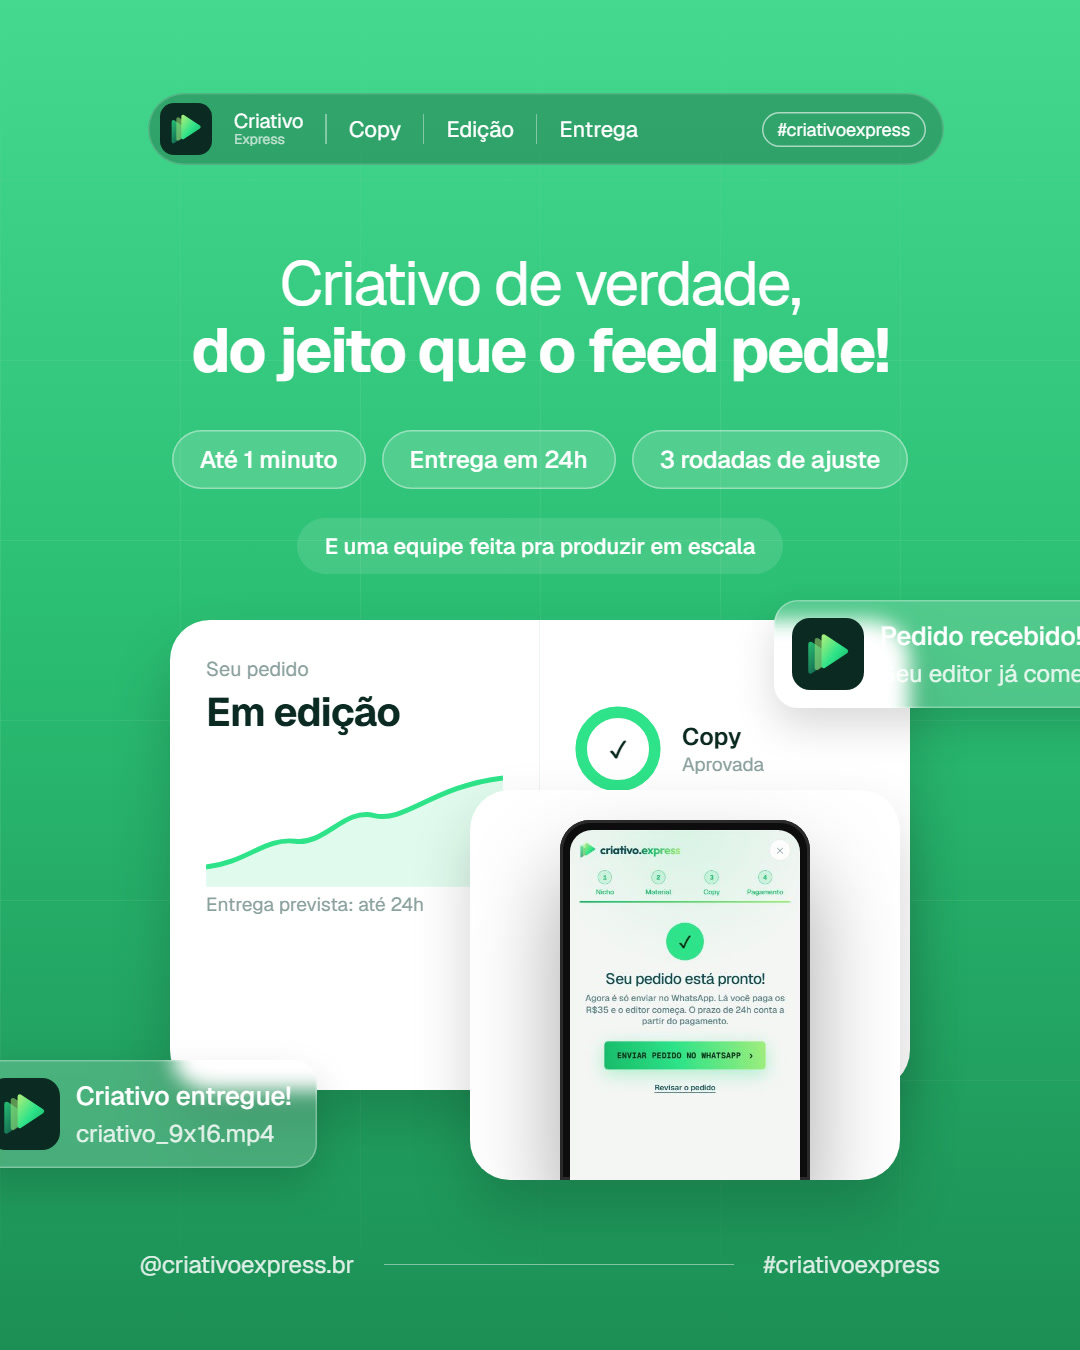 Criativo
Express
Copy
Edição
Entrega
#criativoexpress
Criativo de verdade,
do jeito que o feed pede!
Até 1 minuto
Entrega em 24h
3 rodadas de ajuste
E uma equipe feita pra produzir em escala
Pedido recebido!
eu editor já come
Seu pedido
Em edição
Copy
Aprovada
Entrega prevista: até 24h
criativo.express
1
2
3
4
Nicho
Material
Copy
Pagamento
Seu pedido está pronto!
Agora é só enviar no WhatsApp. Lá você paga os
R$35 e o editor começa. O prazo de 24h conta a
partir do pagamento.
ENVIAR PEDIDO NO WHATSAPP ›
Revisar o pedido
Criativo entregue!
criativo_9x16.mp4
@criativoexpress.br
#criativoexpress